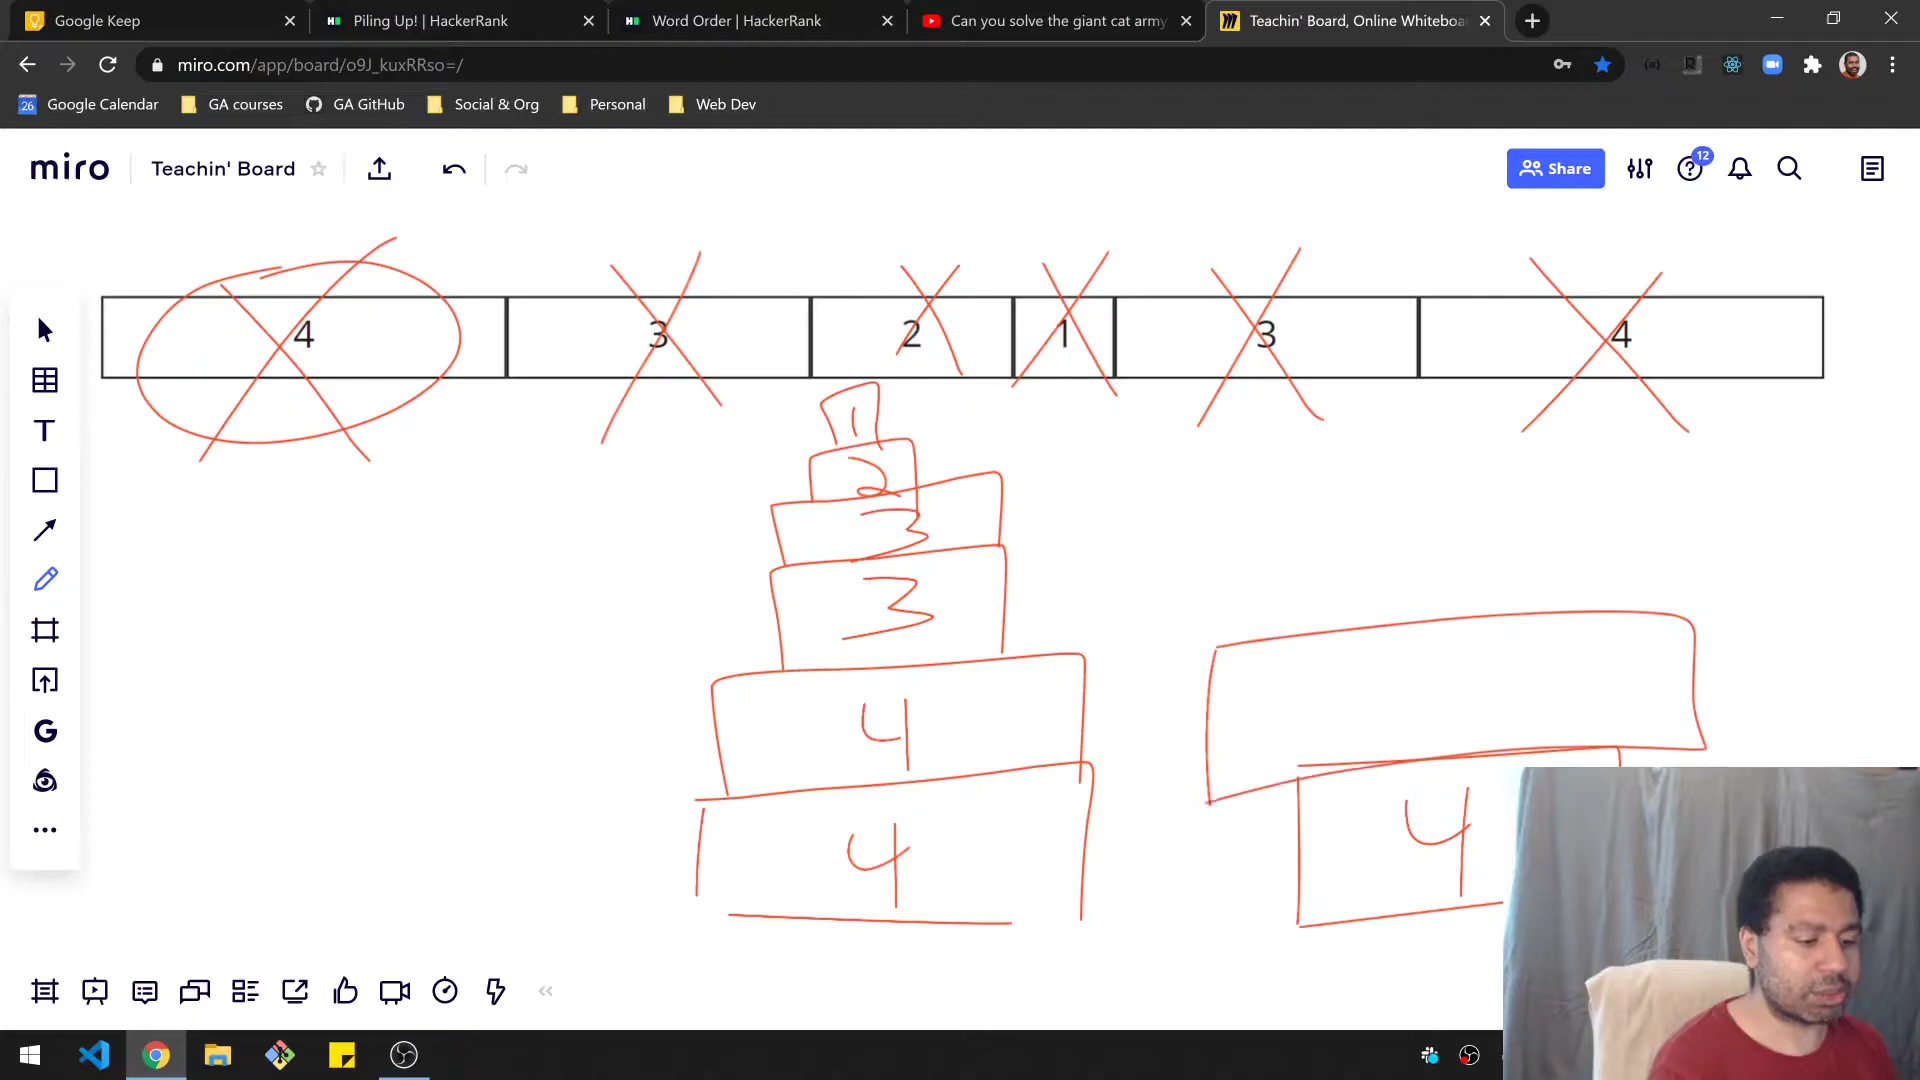 Google Keep
Piling Up! | HackerRank
Word Order | HackerRank
Can you solve the giant cat army
Teachin' Board, Online Whiteboa
miro.com/app/board/o9J_kuxRRso=/
26 Google Calendar
GA courses
GA GitHub
Social & Org
Personal
Web Dev
miro
Teachin' Board
Share
12
4 3 2 1 3 4
1
2
3
3
4
4
4
T
G